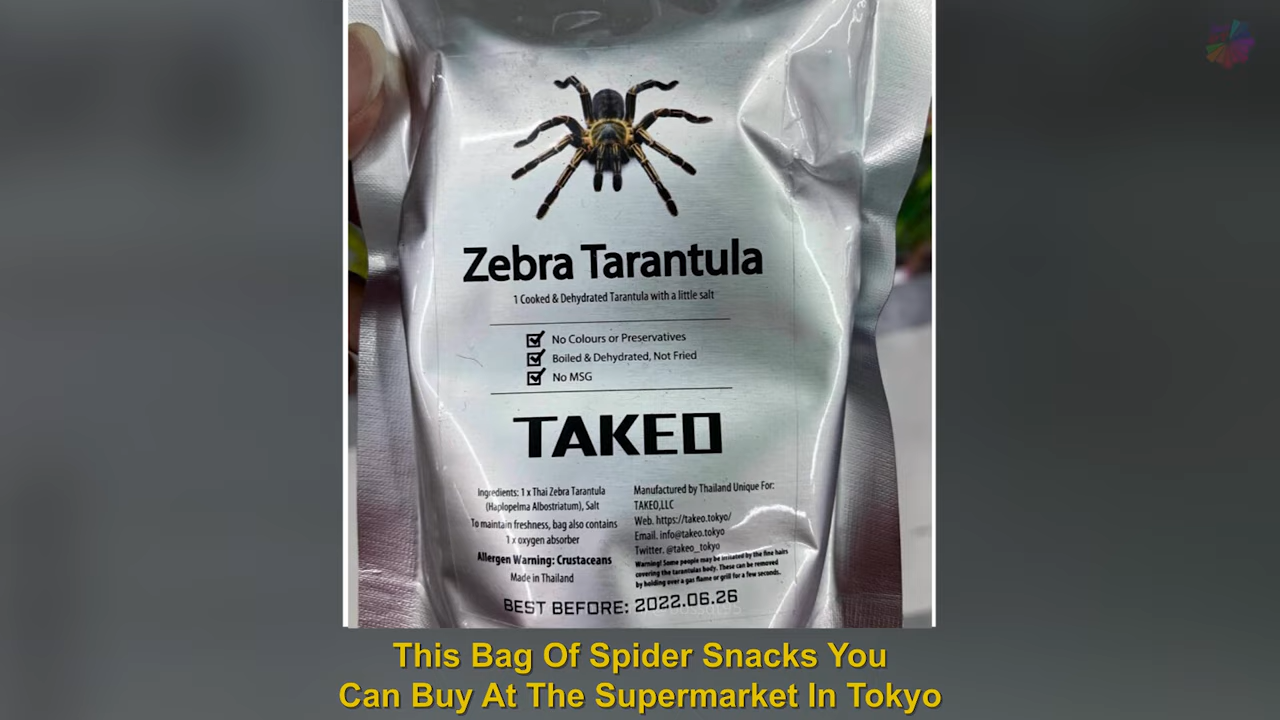 Zebra Tarantula
1 Cooked & Dehydrated Tarantula with a little salt
No Colours or Preservatives
Boiled & Dehydrated, Not Fried
No MSG
TAKEO
Ingredients: 1 x Thai Zebra Tarantula
(Haplopelma Albostriatum), Salt
To maintain freshness, bag also contains
1 x oxygen absorber
Allergen Warning: Crustaceans
Made in Thailand
Manufactured by Thailand Unique For:
TAKEO,LLC
Web. https://takeo.tokyo/
Email. info@takeo.tokyo
Twitter. @takeo_tokyo
Warning! Some people may be irritated by the fine hairs
covering the tarantulas body. These can be removed
by holding over a gas flame or grill for a few seconds.
BEST BEFORE: 2022.06.26
This Bag Of Spider Snacks You
Can Buy At The Supermarket In Tokyo